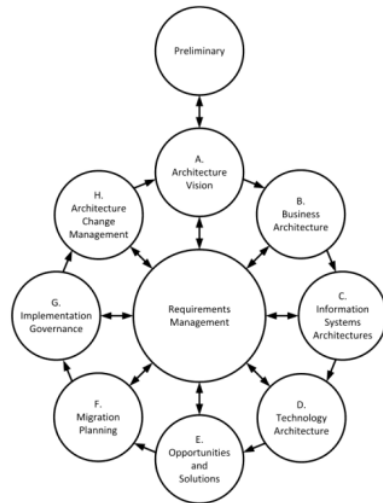 Preliminary
A.
Architecture
Vision
H.
Architecture
Change
Management
B.
Business
Architecture
G.
Implementation
Governance
Requirements
Management
C.
Information
Systems
Architectures
F.
Migration
Planning
D.
Technology
Architecture
E.
Opportunities
and
Solutions